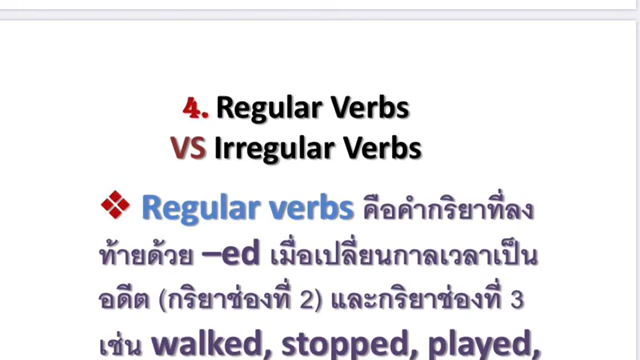 4. Regular Verbs
VS Irregular Verbs
❖ Regular verbs คือคำกริยาที่ลง
ท้ายด้วย –ed เมื่อเปลี่ยนกาลเวลาเป็น
อดีต (กริยาช่องที่ 2) และกริยาช่องที่ 3
เช่น walked, stopped, played,